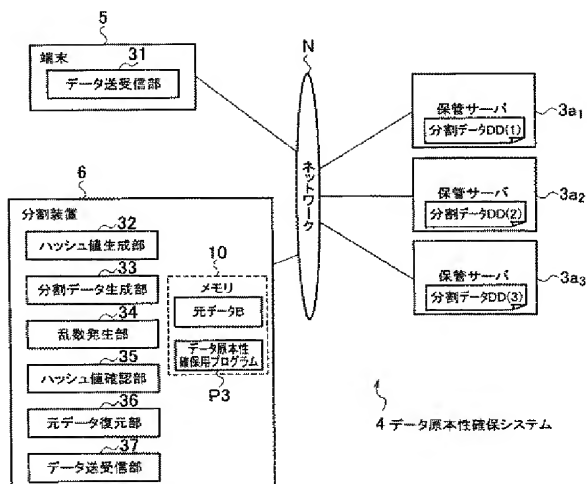 5
端末
31
データ送受信部
N
ネットワーク
保管サーバ
分割データDD(1)
3a1
保管サーバ
分割データDD(2)
3a2
保管サーバ
分割データDD(3)
3a3
6
分割装置
32
ハッシュ値生成部
33
分割データ生成部
34
乱数発生部
35
ハッシュ値確認部
36
元データ復元部
37
データ送受信部
10
メモリ
元データB
データ原本性
確保用プログラム
P3
4 データ原本性確保システム